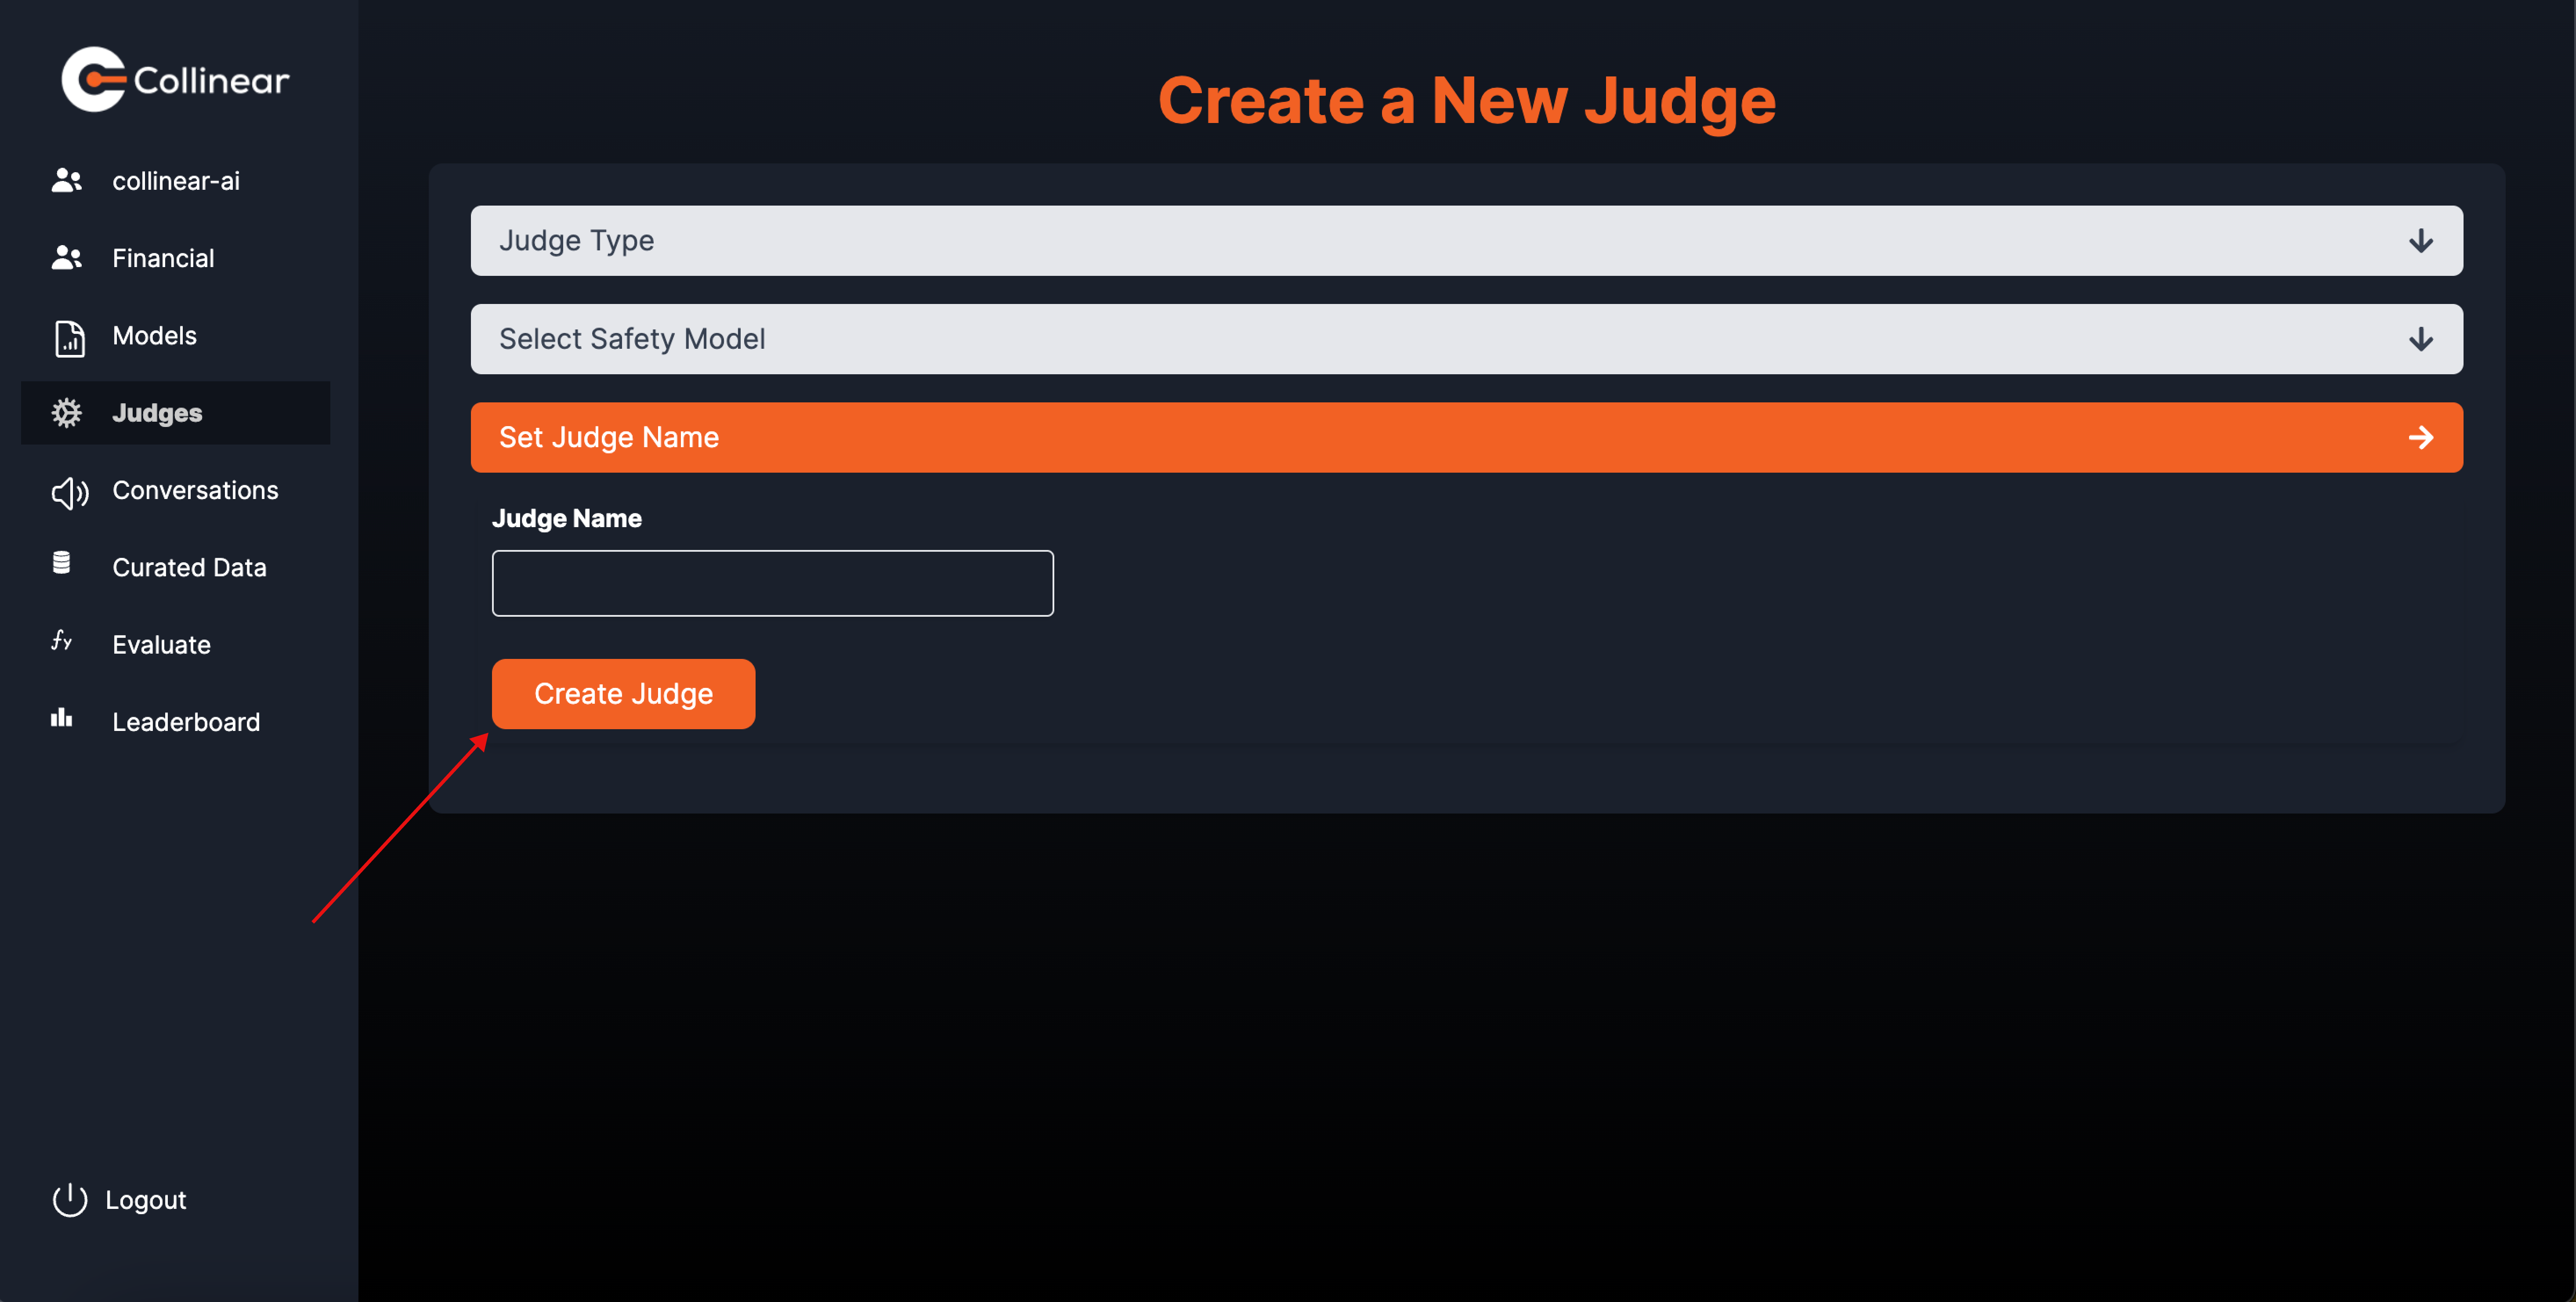 Collinear
collinear-ai
Financial
Models
Judges
Conversations
Curated Data
Evaluate
Leaderboard
Logout
Create a New Judge
Judge Type
Select Safety Model
Set Judge Name
Judge Name
Create Judge